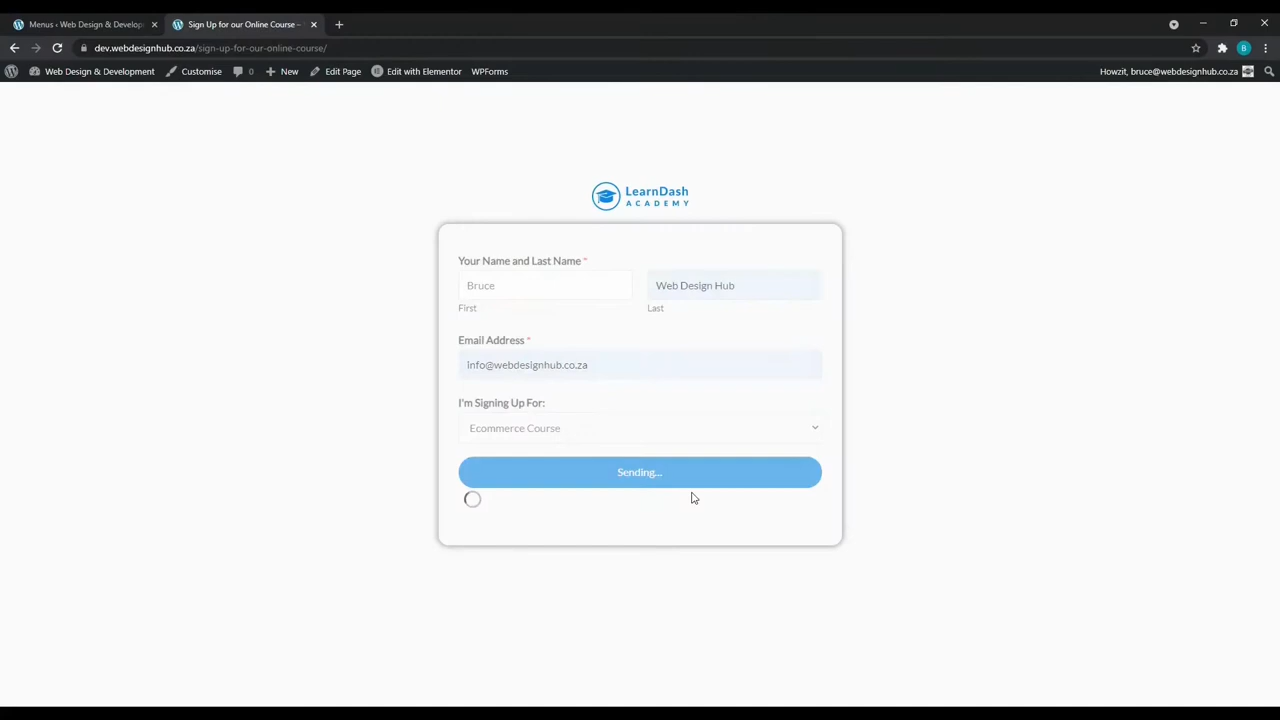 Menus ‹ Web Design & Develop
Sign Up for our Online Course –
dev.webdesignhub.co.za/sign-up-for-our-online-course/
B
Web Design & Development
Customise
0
New
Edit Page
Edit with Elementor
WPForms
Howzit, bruce@webdesignhub.co.za
LearnDash
ACADEMY
Your Name and Last Name *
Bruce
Web Design Hub
First
Last
Email Address *
info@webdesignhub.co.za
I'm Signing Up For:
Ecommerce Course
Sending...